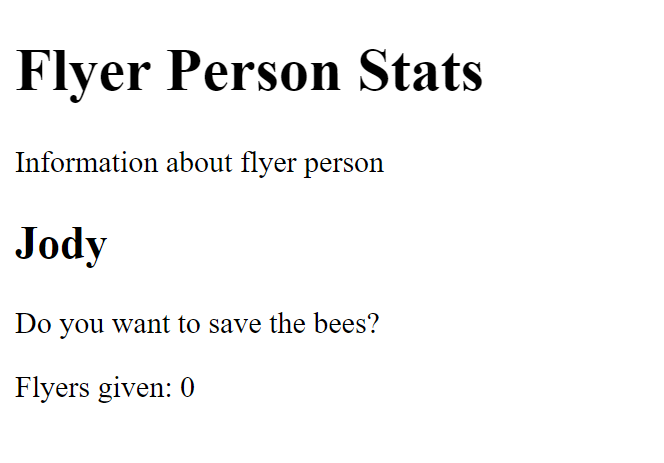 Flyer Person Stats
Information about flyer person
Jody
Do you want to save the bees?
Flyers given: 0